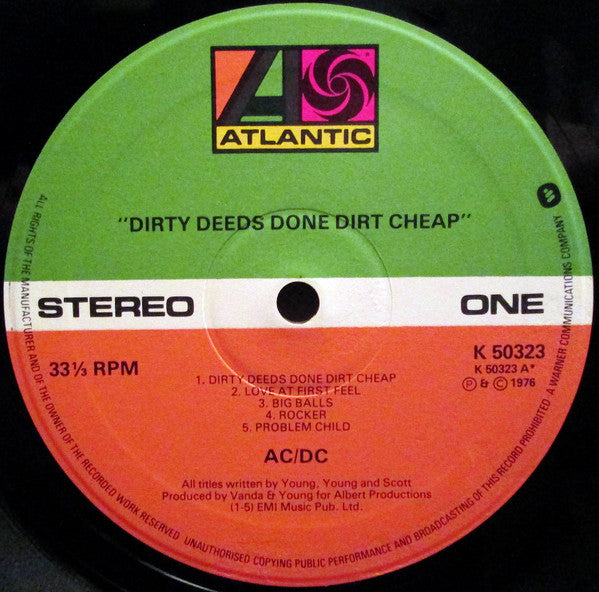 ATLANTIC
"DIRTY DEEDS DONE DIRT CHEAP"
STEREO
ONE
33⅓ RPM
K 50323
K 50323 A*
Ⓟ & Ⓒ 1976
1. DIRTY DEEDS DONE DIRT CHEAP
2. LOVE AT FIRST FEEL
3. BIG BALLS
4. ROCKER
5. PROBLEM CHILD
AC/DC
All titles written by Young, Young and Scott
Produced by Vanda & Young for Albert Productions
(1-5) EMI Music Pub. Ltd.
ALL RIGHTS OF THE MANUFACTURER AND OF THE OWNER OF THE RECORDED WORK RESERVED. UNAUTHORISED COPYING PUBLIC PERFORMANCE AND BROADCASTING OF THIS RECORD PROHIBITED. A WARNER COMMUNICATIONS COMPANY